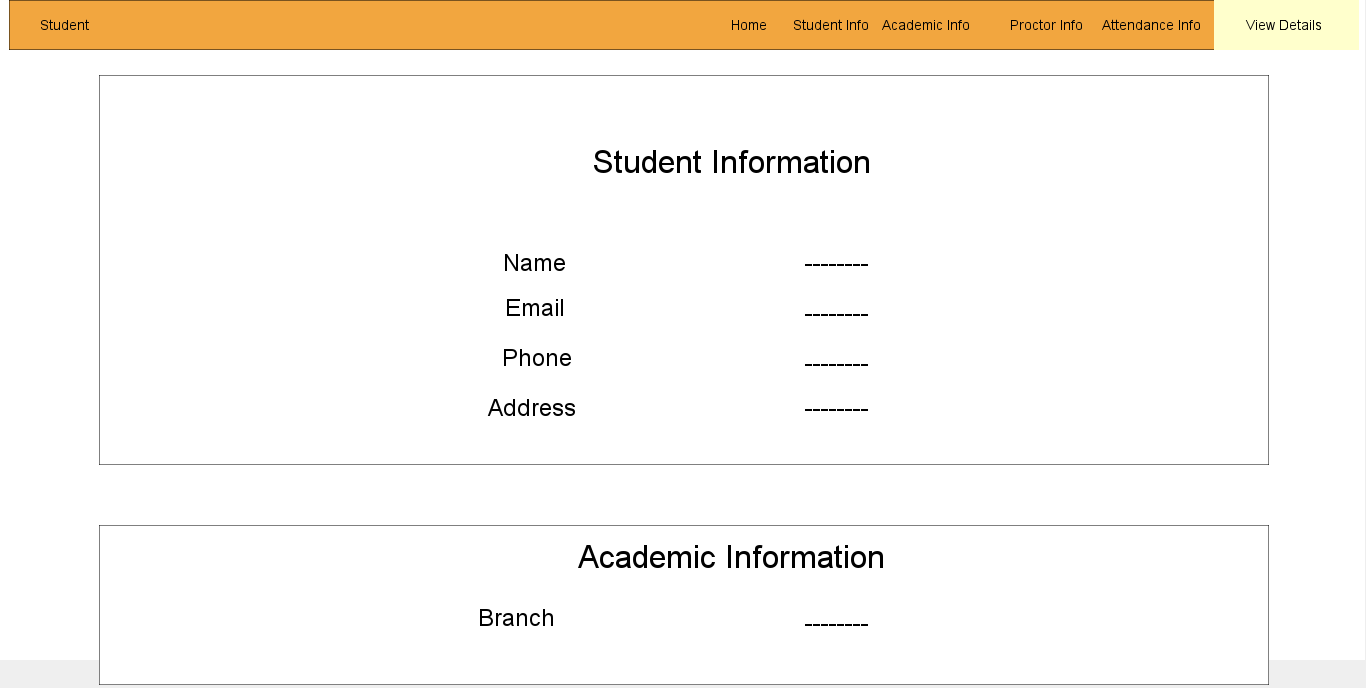 Student Home Student Info Academic Info Proctor Info Attendance Info View Details
Student Information
Name --------
Email --------
Phone --------
Address --------
Academic Information
Branch --------